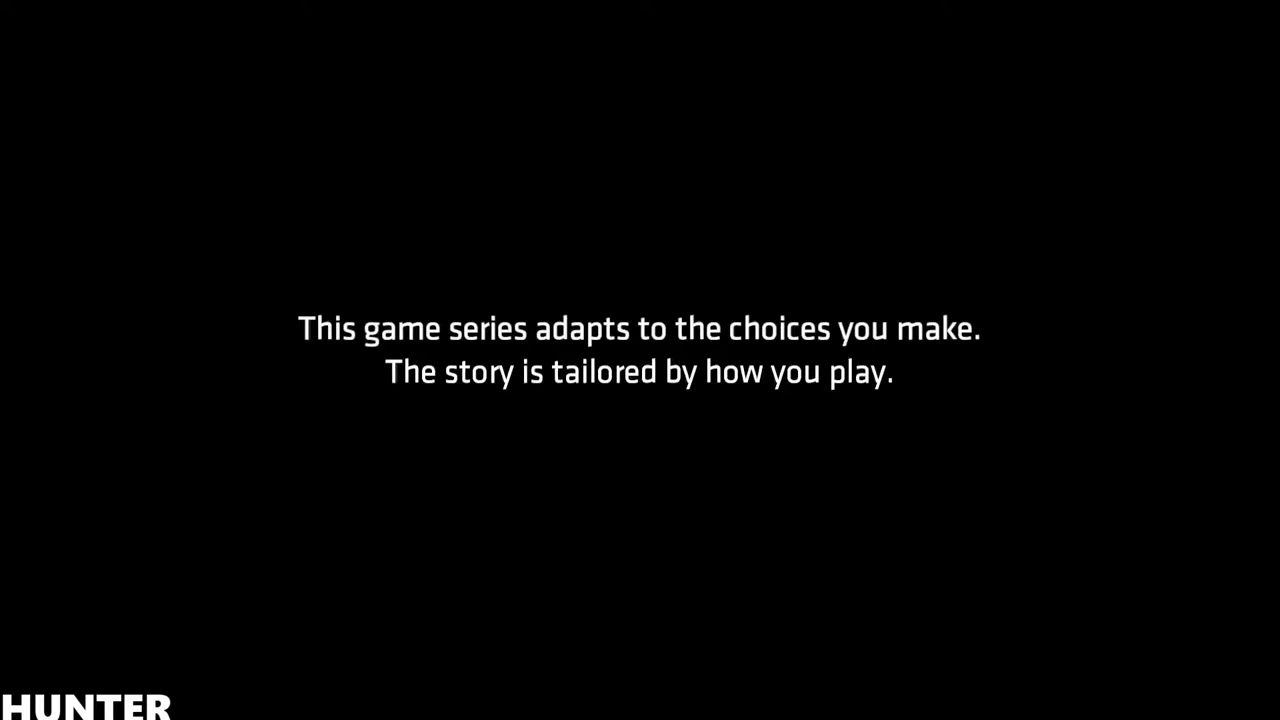 This game series adapts to the choices you make.
The story is tailored by how you play.
HUNTER